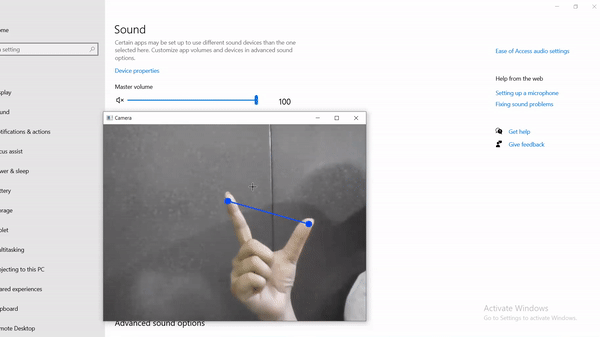 me
setting
play
und
tifications & actions
cus assist
wer & sleep
ttery
rage
blet
ultitasking
ojecting to this PC
ared experiences
pboard
mote Desktop
Sound
Certain apps may be set up to use different sound devices than the one
selected here. Customize app volumes and devices in advanced sound
options.
Device properties
Master volume
100
Camera
Advanced sound options
Ease of Access audio settings
Help from the web
Setting up a microphone
Fixing sound problems
Get help
Give feedback
Activate Windows
Go to Settings to activate Windows.